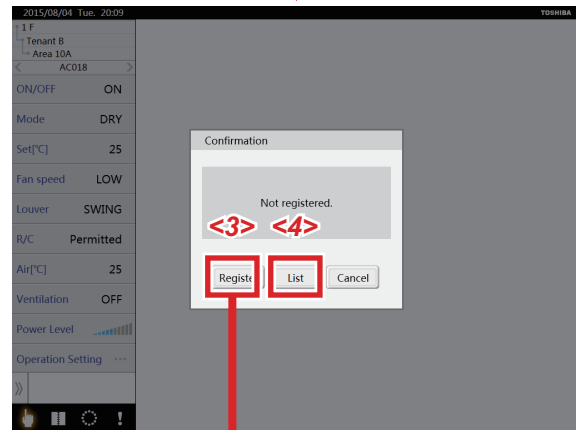 2015/08/04 Tue. 20:09 TOSHIBA
1 F
Tenant B
Area 10A
< AC018 >
ON/OFF ON
Mode DRY
Set[°C] 25
Fan speed LOW
Louver SWING
R/C Permitted
Air[°C] 25
Ventilation OFF
Power Level
Operation Setting ...
Confirmation
Not registered.
<3> <4>
Registe List Cancel